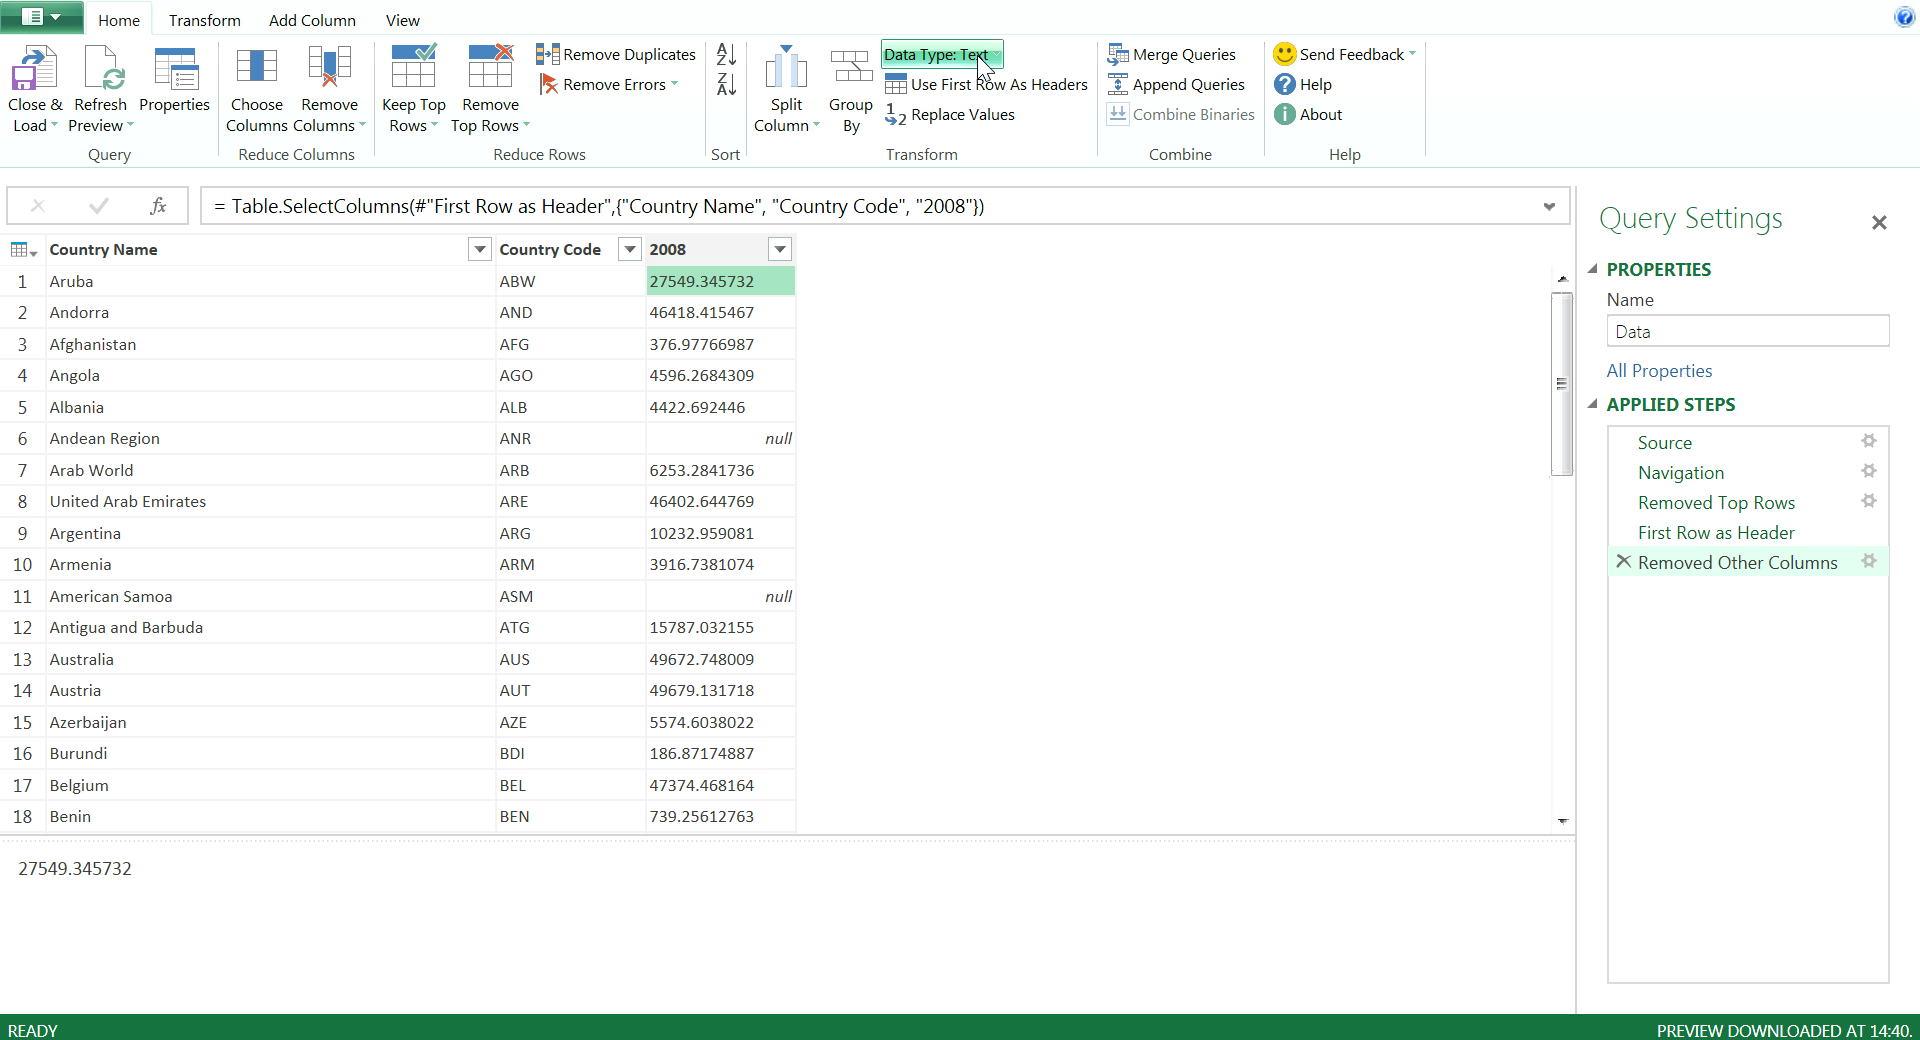 Home Transform Add Column View
Close & Load
Refresh Preview
Properties
Query
Choose Columns
Remove Columns
Reduce Columns
Keep Top Rows
Remove Top Rows
Remove Duplicates
Remove Errors
Reduce Rows
A Z
Z A
Sort
Split Column
Group By
Data Type: Text
Use First Row As Headers
1 2 Replace Values
Transform
Merge Queries
Append Queries
Combine Binaries
Combine
Send Feedback
Help
About
Help
fx = Table.SelectColumns(#"First Row as Header",{"Country Name", "Country Code", "2008"})
Country Name Country Code 2008
1 Aruba ABW 27549.345732
2 Andorra AND 46418.415467
3 Afghanistan AFG 376.97766987
4 Angola AGO 4596.2684309
5 Albania ALB 4422.692446
6 Andean Region ANR null
7 Arab World ARB 6253.2841736
8 United Arab Emirates ARE 46402.644769
9 Argentina ARG 10232.959081
10 Armenia ARM 3916.7381074
11 American Samoa ASM null
12 Antigua and Barbuda ATG 15787.032155
13 Australia AUS 49672.748009
14 Austria AUT 49679.131718
15 Azerbaijan AZE 5574.6038022
16 Burundi BDI 186.87174887
17 Belgium BEL 47374.468164
18 Benin BEN 739.25612763
27549.345732
Query Settings
PROPERTIES
Name
Data
All Properties
APPLIED STEPS
Source
Navigation
Removed Top Rows
First Row as Header
Removed Other Columns
READY
PREVIEW DOWNLOADED AT 14:40.